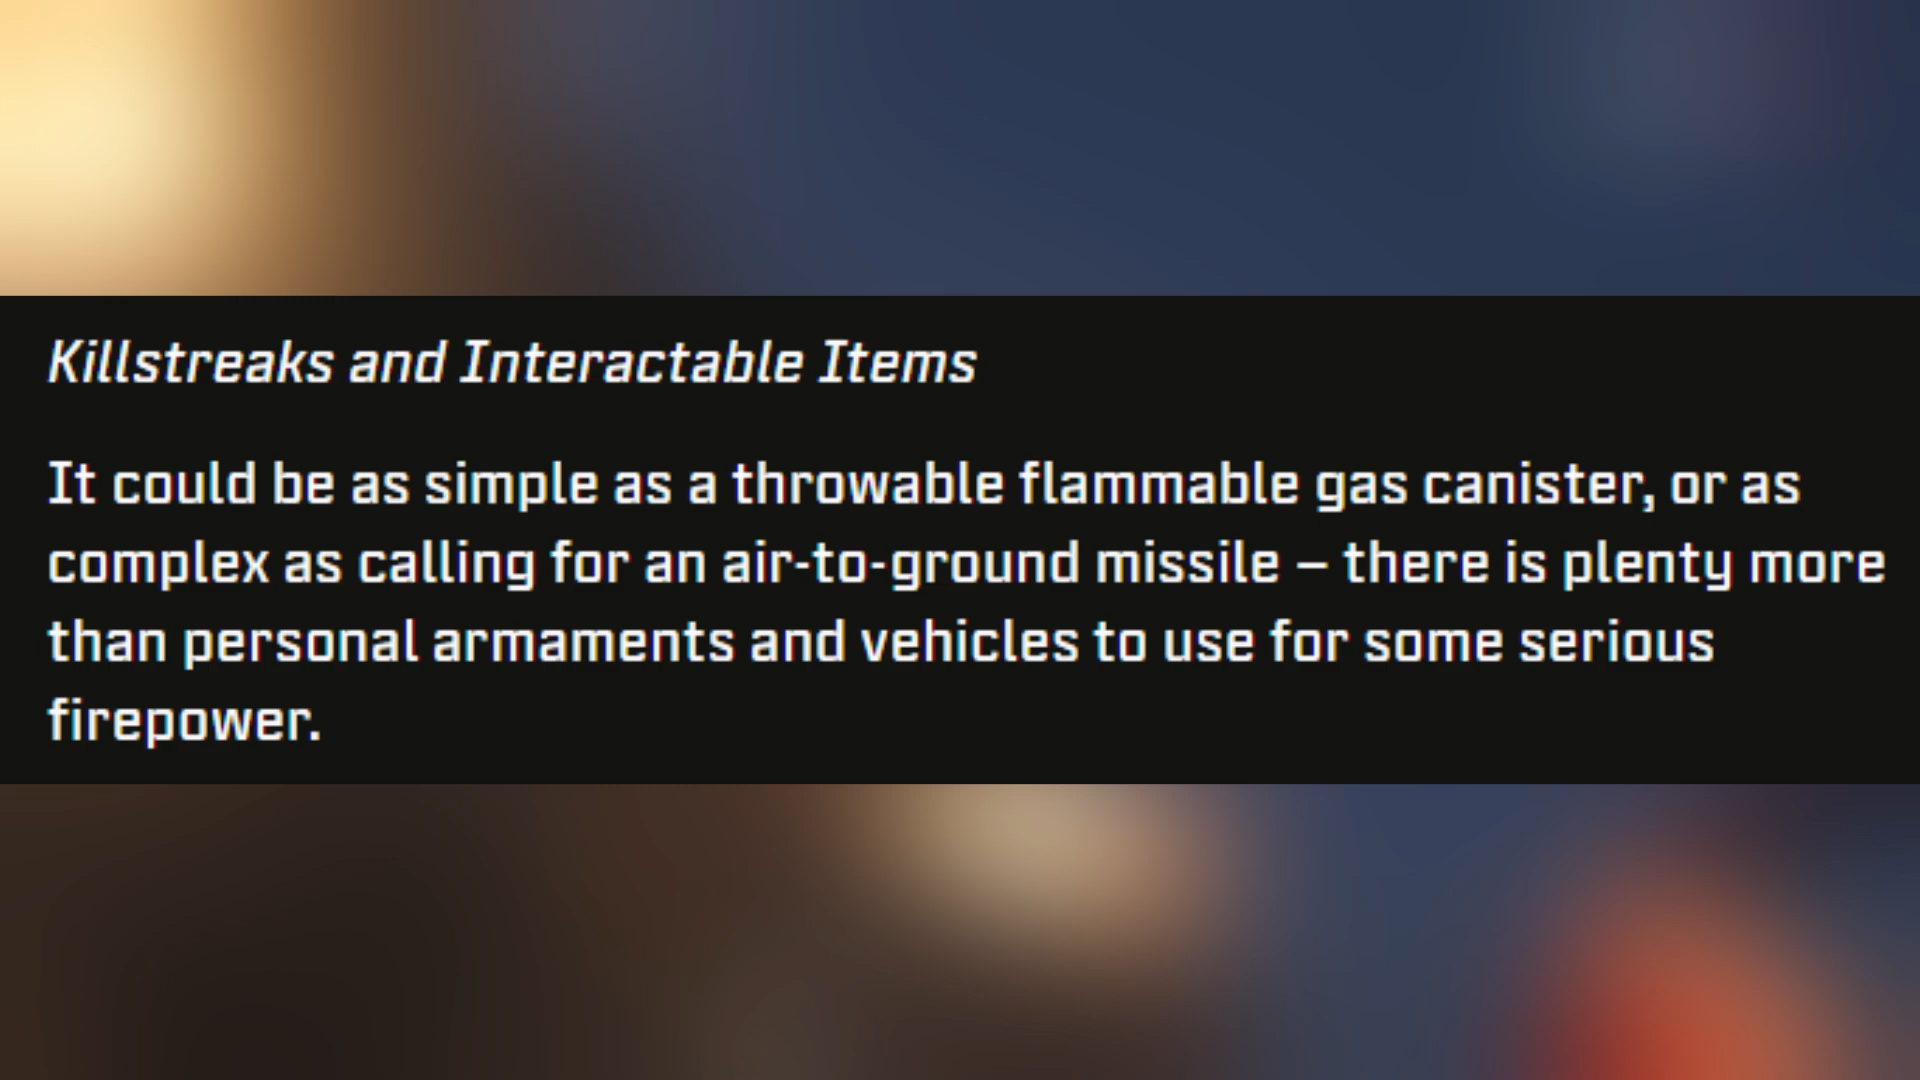 Killstreaks and Interactable Items
It could be as simple as a throwable flammable gas canister, or as
complex as calling for an air-to-ground missile – there is plenty more
than personal armaments and vehicles to use for some serious
firepower.